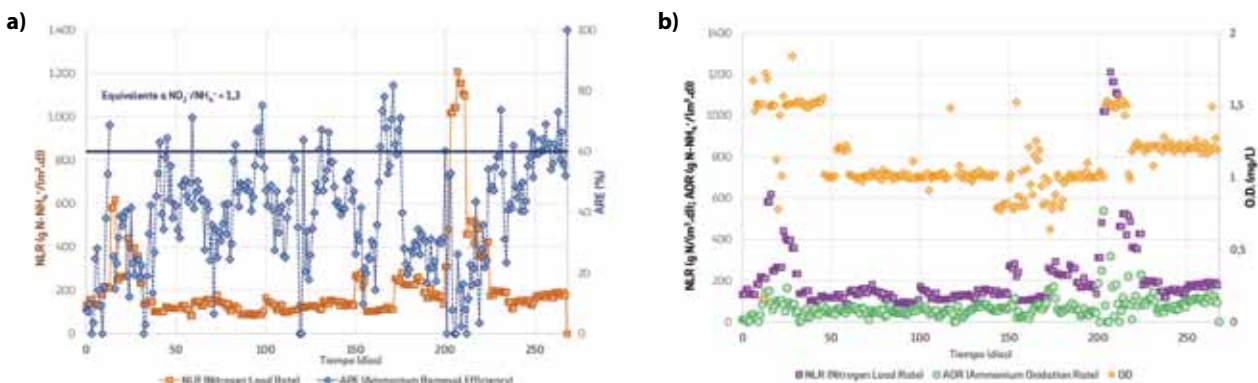 a)
1.400
1.200
1.000
800
600
400
200
0
NLR (g N-NH₄⁺/(m³.d))
Equivalente a NO₂⁻/NH₄⁺ = 1,3
100
80
60
40
20
0
ARE (%)
0 50 100 150 200 250
Tiempo (días)
NLR (Nitrogen Load Rate) ARE (Ammonium Removal Efficiency)
b)
1400
1200
1000
800
600
400
200
0
NLR (g N/(m³.d); AOR (g N-NH₄⁺/(m³.d))
2
1,5
1
0,5
0
O.D. (mg/L)
0 50 100 150 200 250
Tiempo (días)
NLR (Nitrogen Load Rate) AOR (Ammonium Oxidation Rate) OD